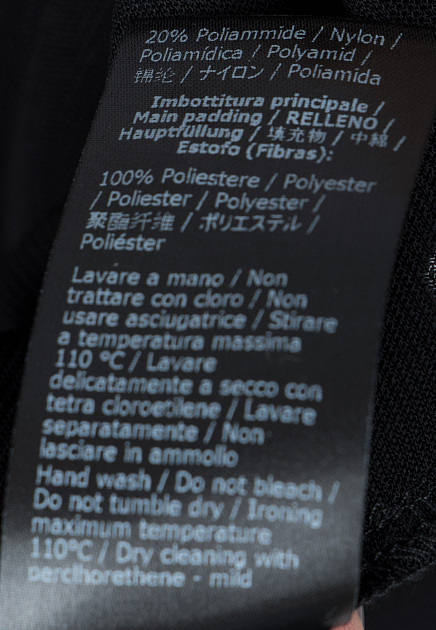 20% Poliammide / Nylon /
Poliamídica / Polyamid /
锦纶 / ナイロン / Poliamida
Imbottitura principale /
Main padding / RELLENO /
Hauptfüllung / 填充物 / 中綿 /
Estofo (Fibras):
100% Poliestere / Polyester
/ Poliester / Polyester /
聚酯纤维 / ポリエステル /
Poliéster
Lavare a mano / Non
trattare con cloro / Non
usare asciugatrice / Stirare
a temperatura massima
110 °C / Lavare
delicatamente a secco con
tetra cloroetilene / Lavare
separatamente / Non
lasciare in ammollo
Hand wash / Do not bleach /
Do not tumble dry / Ironing
maximum temperature
110°C / Dry cleaning with
perclhorethene - mild